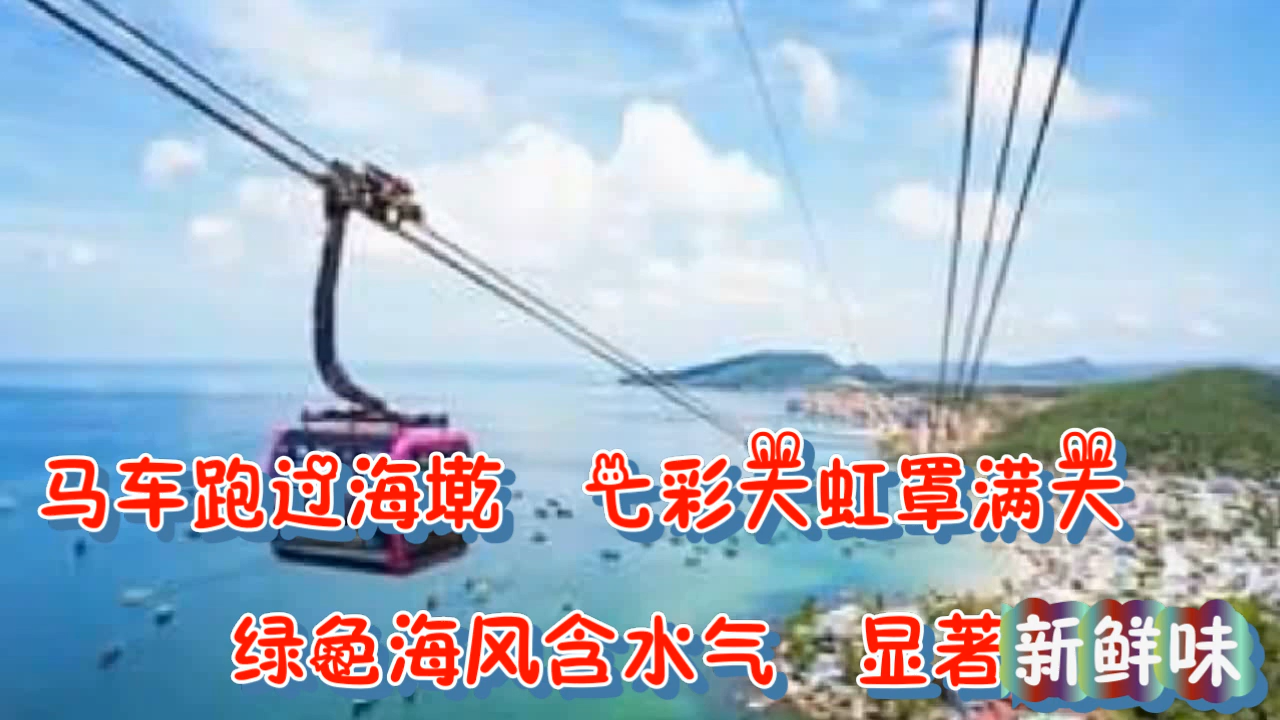 马车跑过海墘 七彩天虹罩满天
绿色海风含水气 显著新鲜味